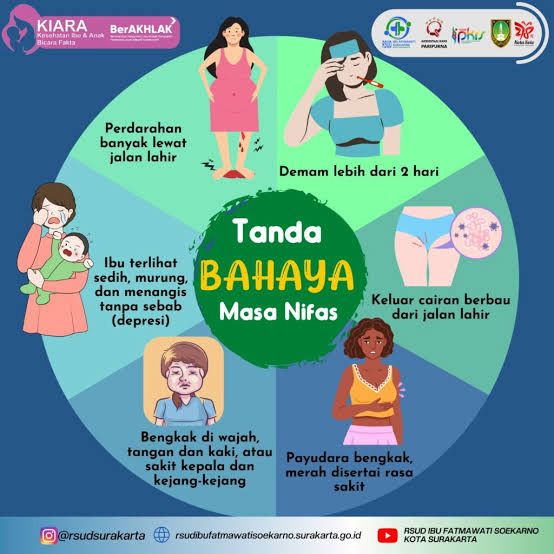 KIARA
Kesehatan Ibu & Anak
Bicara Fakta
BerAKHLAK
PARIPURNA
Perdarahan
banyak lewat
jalan lahir
Demam lebih dari 2 hari
Tanda
BAHAYA
Masa Nifas
Ibu terlihat
sedih, murung,
dan menangis
tanpa sebab
(depresi)
Keluar cairan berbau
dari jalan lahir
Bengkak di wajah,
tangan dan kaki, atau
sakit kepala dan
kejang-kejang
Payudara bengkak,
merah disertai rasa
sakit
@rsudsurakarta
rsudibufatmawatisoekarno.surakarta.go.id
RSUD IBU FATMAWATI SOEKARNO
KOTA SURAKARTA